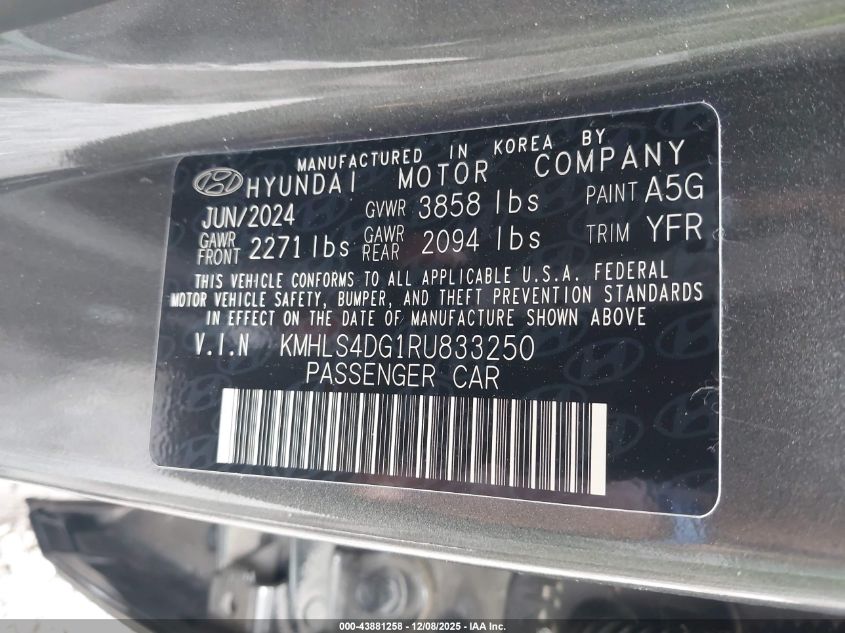 MANUFACTURED IN KOREA BY
HYUNDAI MOTOR COMPANY
JUN/2024 GVWR 3858 lbs PAINT A5G
GAWR FRONT 2271 lbs GAWR REAR 2094 lbs TRIM YFR
THIS VEHICLE CONFORMS TO ALL APPLICABLE U.S.A. FEDERAL
MOTOR VEHICLE SAFETY, BUMPER, AND THEFT PREVENTION STANDARDS
IN EFFECT ON THE DATE OF MANUFACTURE SHOWN ABOVE
V.I.N KMHLS4DG1RU833250
PASSENGER CAR
000-43881258 - 12/08/2025 - IAA Inc.